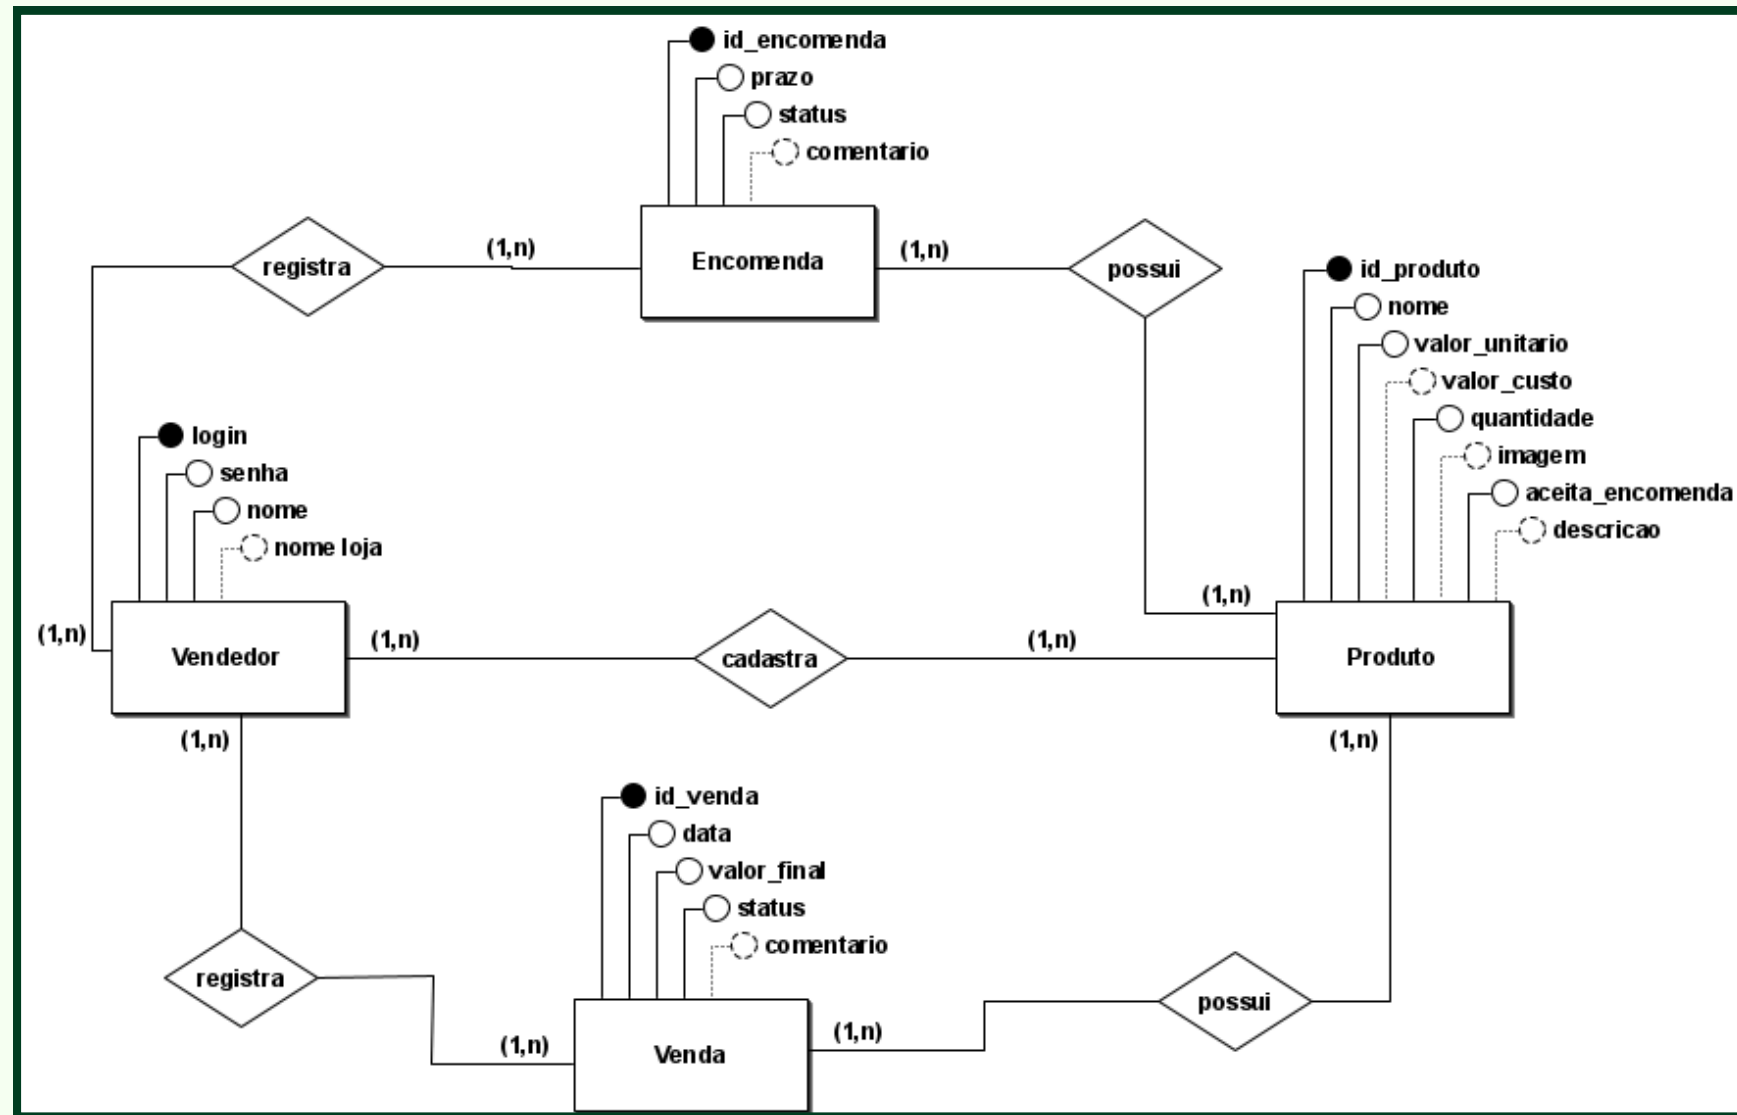 id_encomenda
prazo
status
comentario
registra
(1,n)
Encomenda
(1,n)
possui
id_produto
nome
valor_unitario
valor_custo
quantidade
imagem
aceita_encomenda
descricao
login
senha
nome
nome loja
(1,n)
Vendedor
(1,n)
cadastra
(1,n)
(1,n)
Produto
(1,n)
(1,n)
id_venda
data
valor_final
status
comentario
registra
(1,n)
Venda
(1,n)
possui